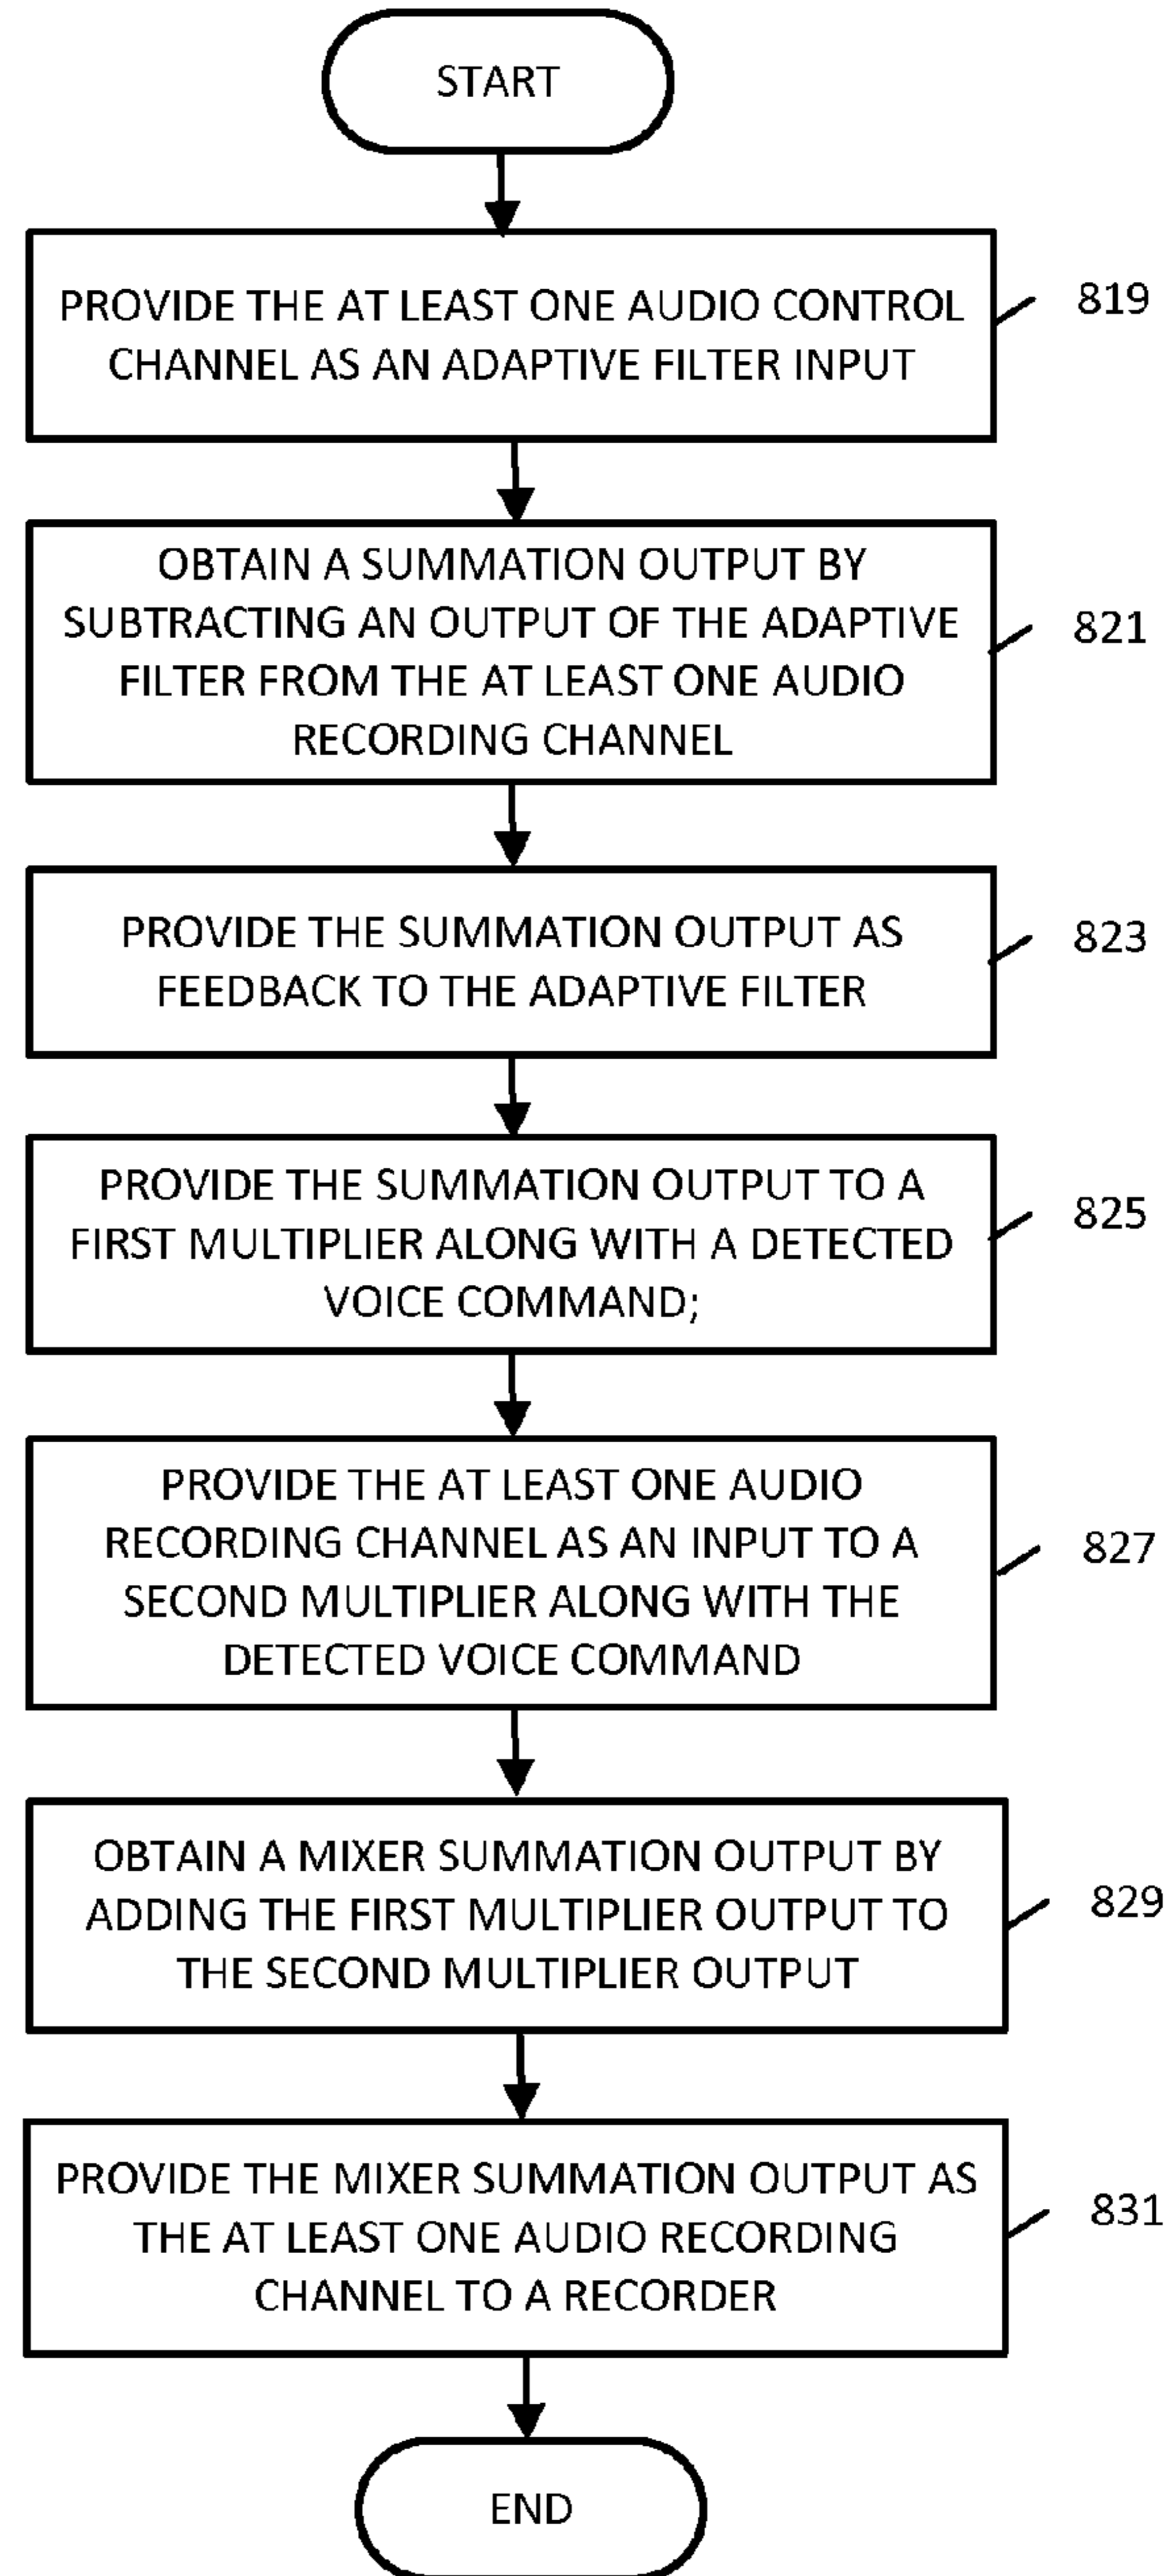 START
PROVIDE THE AT LEAST ONE AUDIO CONTROL
CHANNEL AS AN ADAPTIVE FILTER INPUT
819
OBTAIN A SUMMATION OUTPUT BY
SUBTRACTING AN OUTPUT OF THE ADAPTIVE
FILTER FROM THE AT LEAST ONE AUDIO
RECORDING CHANNEL
821
PROVIDE THE SUMMATION OUTPUT AS
FEEDBACK TO THE ADAPTIVE FILTER
823
PROVIDE THE SUMMATION OUTPUT TO A
FIRST MULTIPLIER ALONG WITH A DETECTED
VOICE COMMAND;
825
PROVIDE THE AT LEAST ONE AUDIO
RECORDING CHANNEL AS AN INPUT TO A
SECOND MULTIPLIER ALONG WITH THE
DETECTED VOICE COMMAND
827
OBTAIN A MIXER SUMMATION OUTPUT BY
ADDING THE FIRST MULTIPLIER OUTPUT TO
THE SECOND MULTIPLIER OUTPUT
829
PROVIDE THE MIXER SUMMATION OUTPUT AS
THE AT LEAST ONE AUDIO RECORDING
CHANNEL TO A RECORDER
831
END